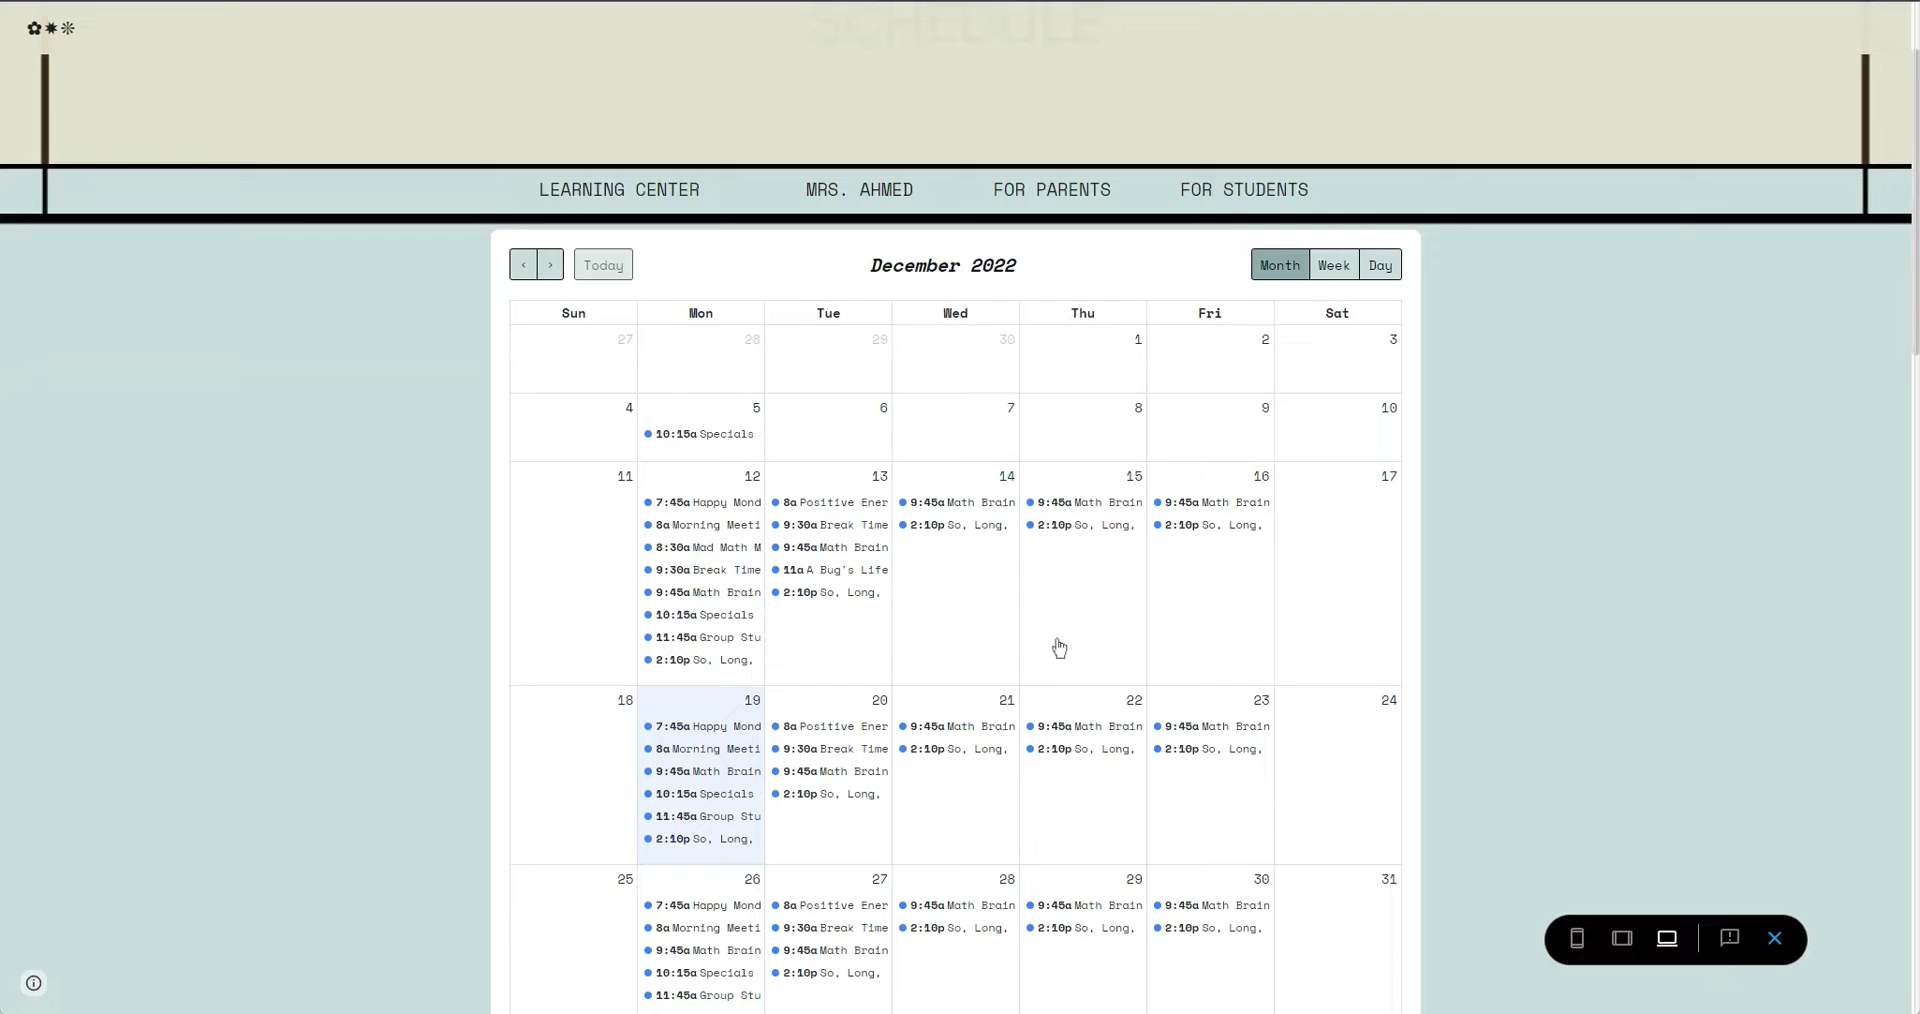 SCHEDULE
LEARNING CENTER MRS. AHMED FOR PARENTS FOR STUDENTS
‹ › Today December 2022 Month Week Day
Sun Mon Tue Wed Thu Fri Sat
27 28 29 30 1 2 3
4 5 6 7 8 9 10
10:15a Specials
11 12 13 14 15 16 17
7:45a Happy Mond 8a Positive Ener 9:45a Math Brain 9:45a Math Brain 9:45a Math Brain
8a Morning Meeti 9:30a Break Time 2:10p So, Long, 2:10p So, Long, 2:10p So, Long,
8:30a Mad Math M 9:45a Math Brain
9:30a Break Time 11a A Bug's Life
9:45a Math Brain 2:10p So, Long,
10:15a Specials
11:45a Group Stu
2:10p So, Long,
18 19 20 21 22 23 24
7:45a Happy Mond 8a Positive Ener 9:45a Math Brain 9:45a Math Brain 9:45a Math Brain
8a Morning Meeti 9:30a Break Time 2:10p So, Long, 2:10p So, Long, 2:10p So, Long,
9:45a Math Brain 9:45a Math Brain
10:15a Specials 2:10p So, Long,
11:45a Group Stu
2:10p So, Long,
25 26 27 28 29 30 31
7:45a Happy Mond 8a Positive Ener 9:45a Math Brain 9:45a Math Brain 9:45a Math Brain
8a Morning Meeti 9:30a Break Time 2:10p So, Long, 2:10p So, Long, 2:10p So, Long,
9:45a Math Brain 9:45a Math Brain
10:15a Specials 2:10p So, Long,
11:45a Group Stu